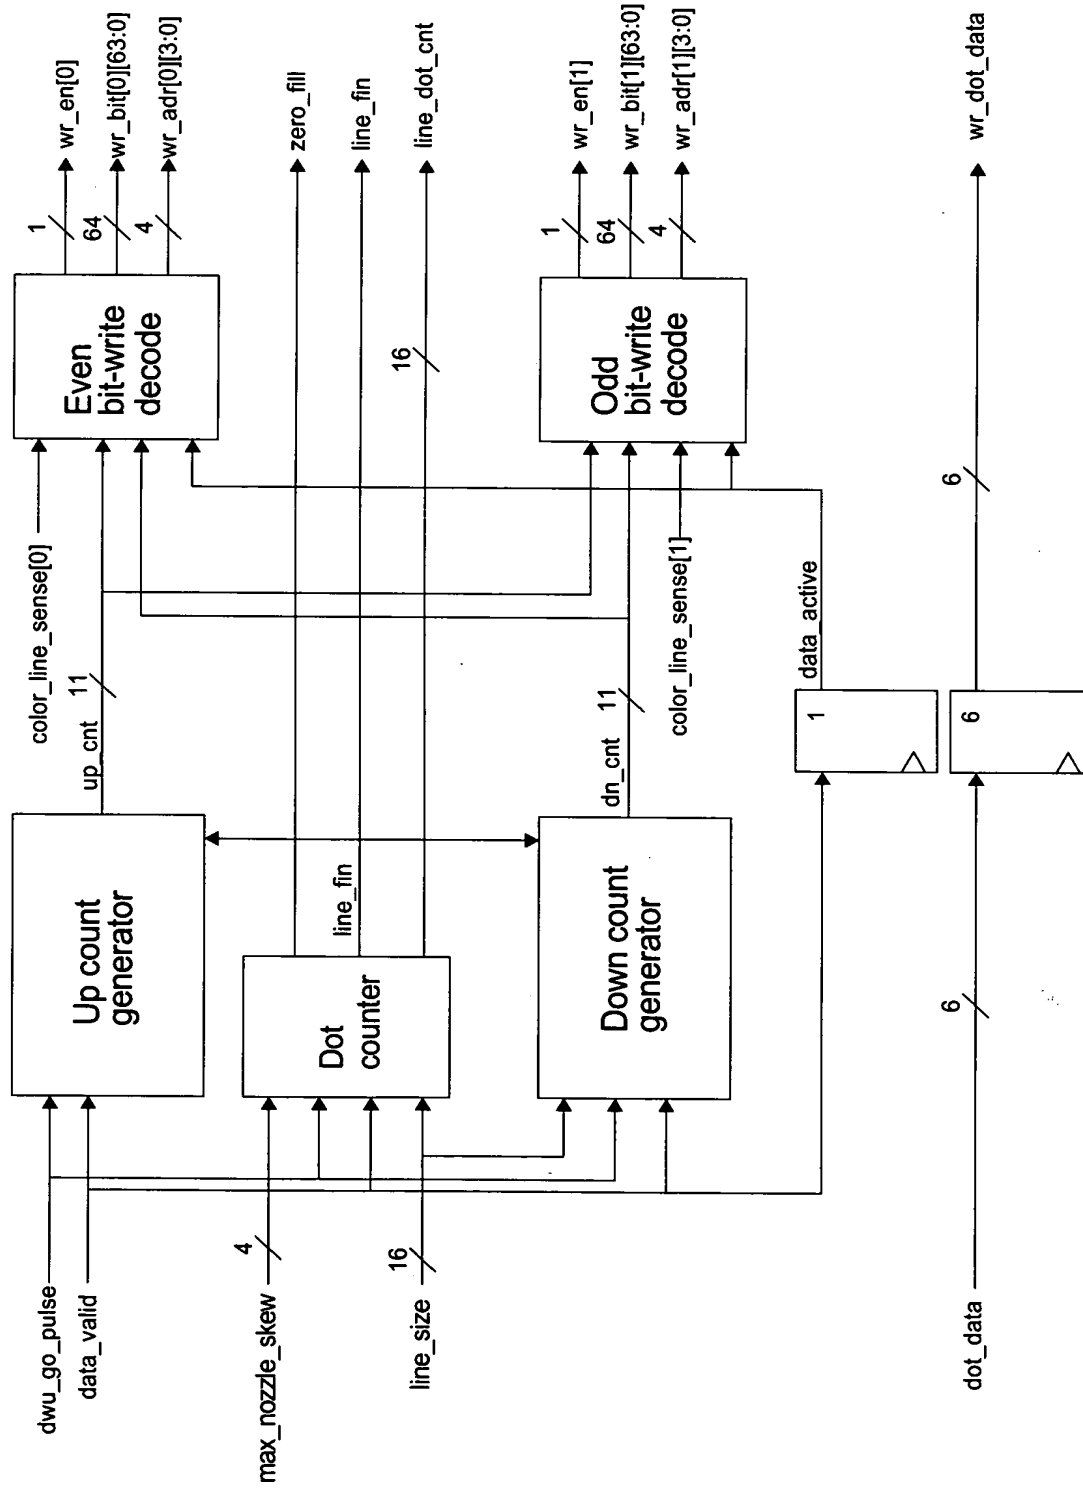 dwu_go_pulse
data_valid
Up count
generator
up_cnt
11
color_line_sense[0]
Even
bit-write
decode
1
wr_en[0]
64
wr_bit[0][63:0]
4
wr_adr[0][3:0]
max_nozzle_skew
4
line_size
16
Dot
counter
line_fin
zero_fill
line_fin
16
line_dot_cnt
Down count
generator
dn_cnt
11
color_line_sense[1]
Odd
bit-write
decode
1
wr_en[1]
64
wr_bit[1][63:0]
4
wr_adr[1][3:0]
1
data_active
dot_data
6
6
6
wr_dot_data